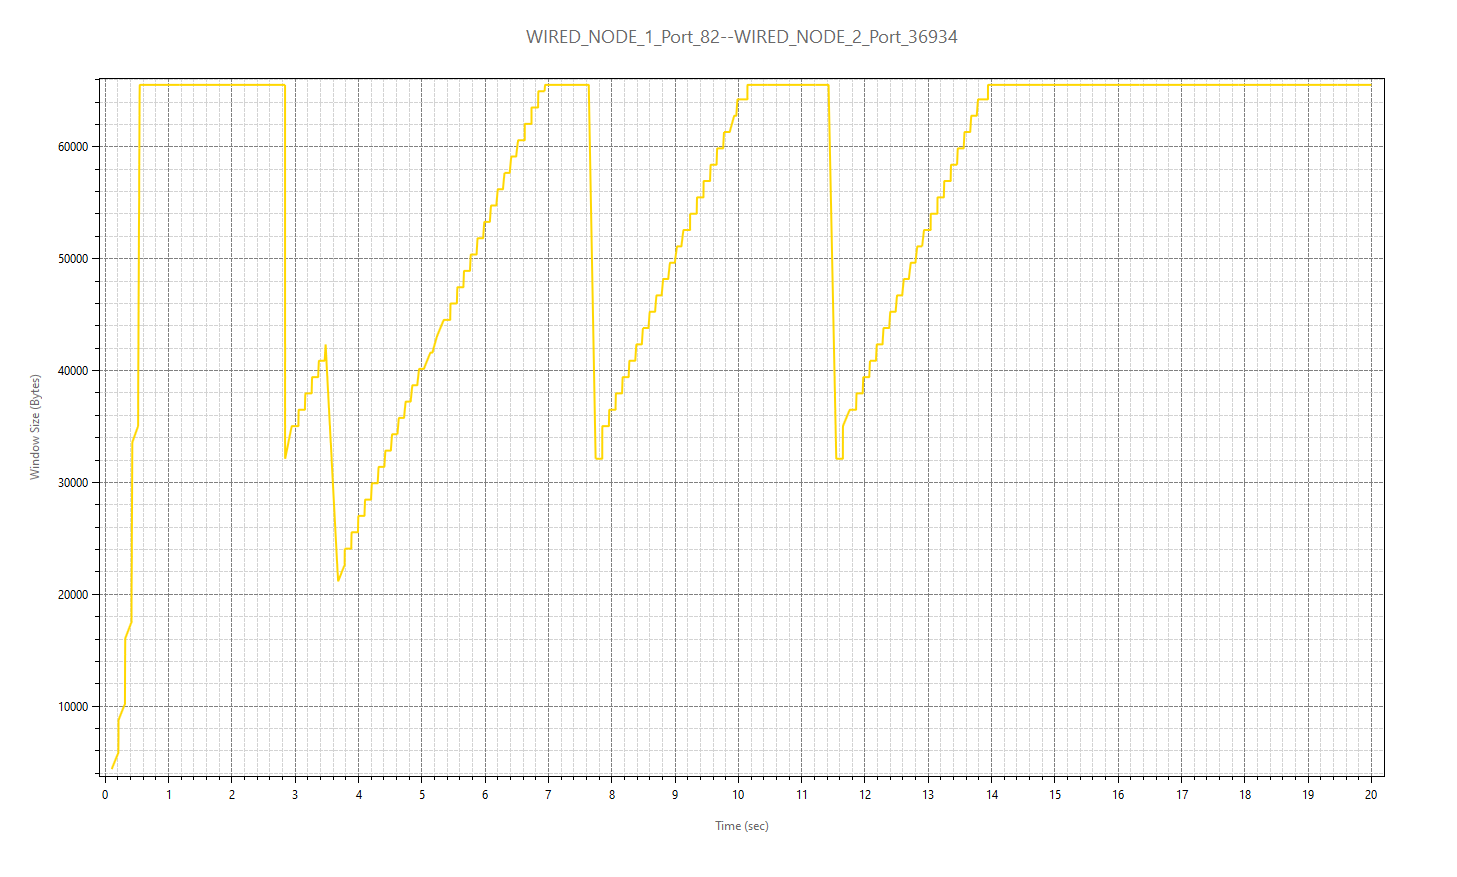 WIRED_NODE_1_Port_82--WIRED_NODE_2_Port_36934
Window Size (Bytes)
60000
50000
40000
30000
20000
10000
0 1 2 3 4 5 6 7 8 9 10 11 12 13 14 15 16 17 18 19 20
Time (sec)